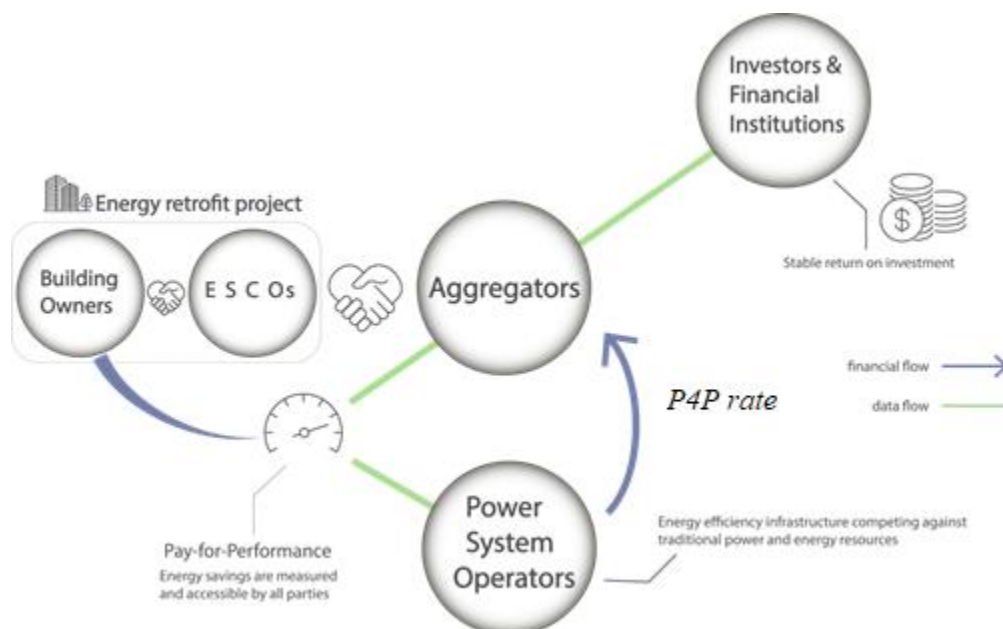 Investors &
Financial
Institutions
Energy retrofit project
Building
Owners
E S C Os
Aggregators
$
Stable return on investment
P4P rate
financial flow
data flow
Power
System
Operators
Energy efficiency infrastructure competing against
traditional power and energy resources
Pay-for-Performance
Energy savings are measured
and accessible by all parties